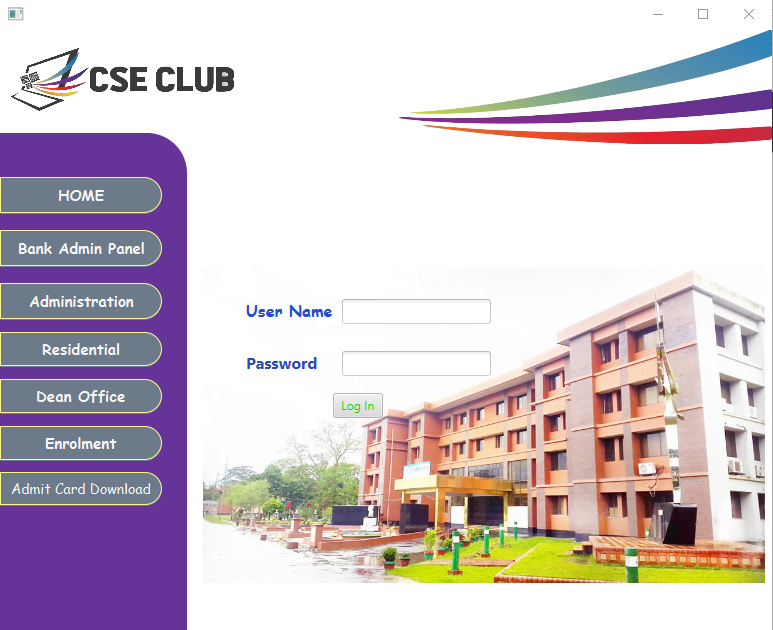 CSE CLUB
HOME
Bank Admin Panel
Administration
Residential
Dean Office
Enrolment
Admit Card Download
User Name
Password
Log In